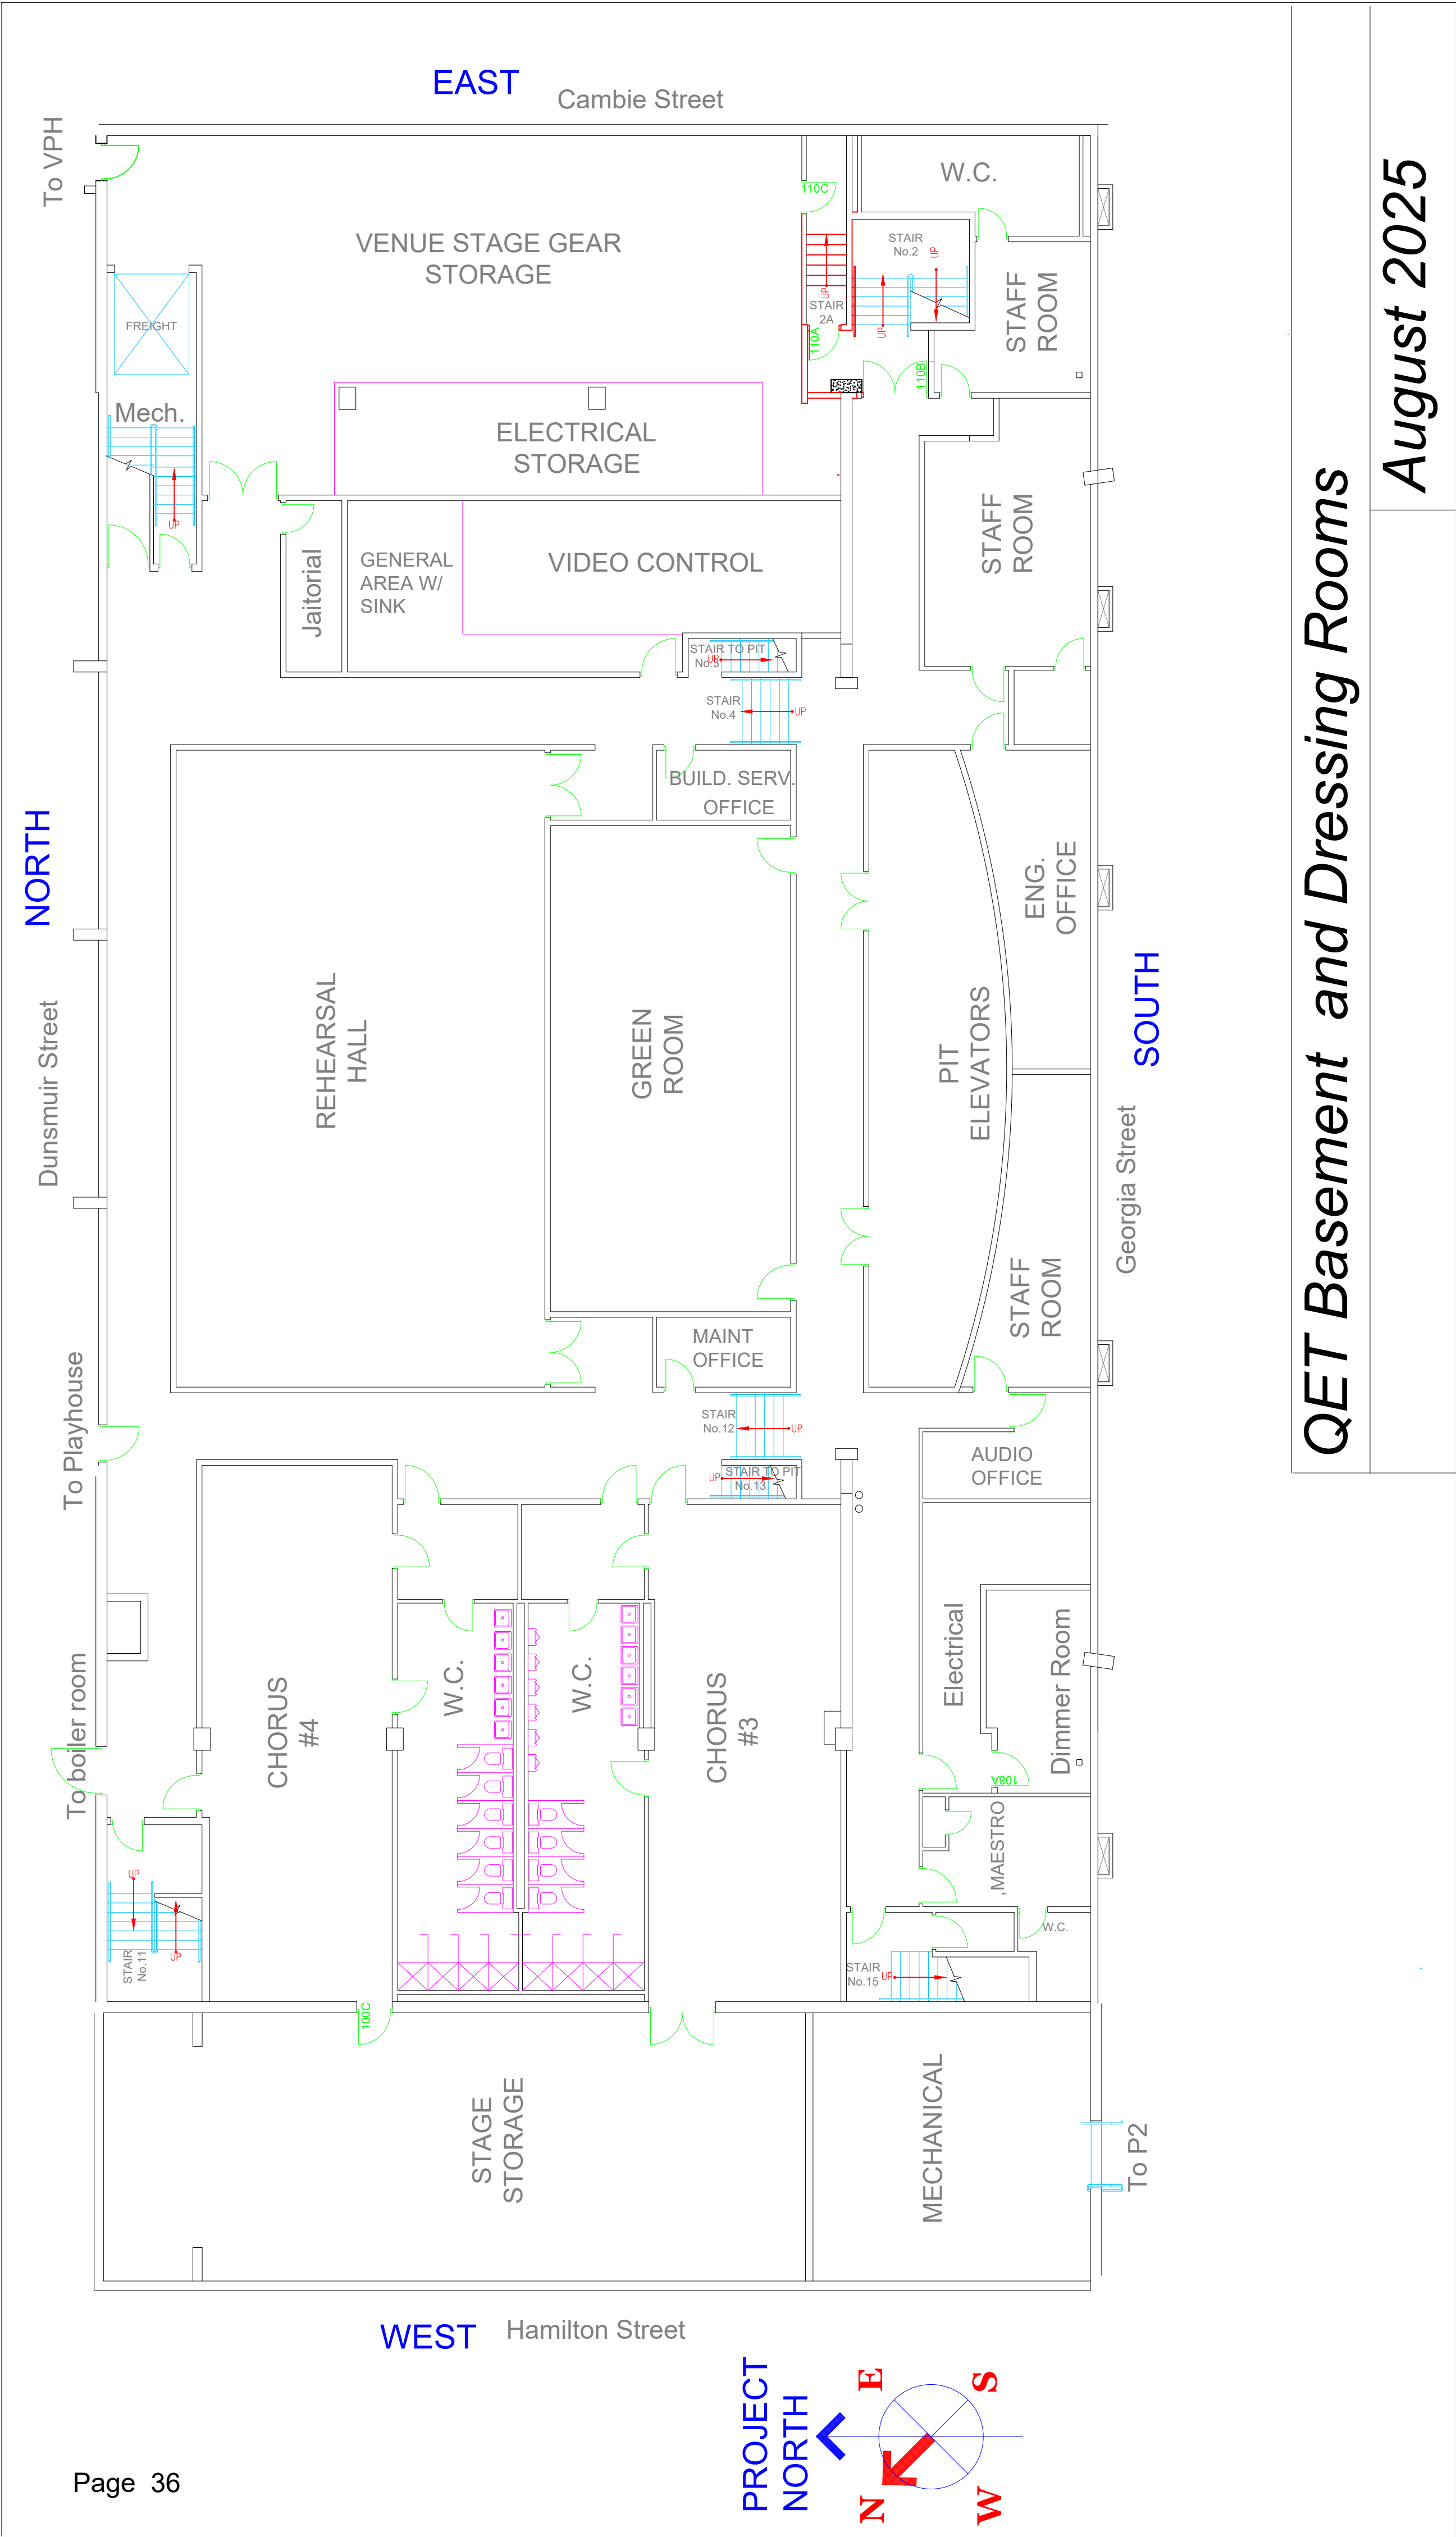 EAST
Cambie Street
To VPH
110C
W.C.
August 2025
VENUE STAGE GEAR
STORAGE
STAIR
No.2
UP
UP
STAFF
ROOM
FREIGHT
UP
STAIR
2A
110A
UP
110B
Mech.
ELECTRICAL
STORAGE
UP
STAFF
ROOM
Jaitorial
GENERAL
AREA W/
SINK
VIDEO CONTROL
STAIR TO PIT
No.3
UP
STAIR
No.4
UP
BUILD. SERV.
OFFICE
NORTH
ENG.
OFFICE
SOUTH
Dunsmuir Street
REHEARSAL
HALL
GREEN
ROOM
PIT
ELEVATORS
Georgia Street
QET Basement and Dressing Rooms
STAFF
ROOM
MAINT
OFFICE
To Playhouse
STAIR
No.12
UP
AUDIO
OFFICE
UP
STAIR TO PIT
No.13
To boiler room
CHORUS
#4
W.C.
W.C.
CHORUS
#3
Electrical
Dimmer Room
108A
,MAESTRO
UP
UP
STAIR
No.11
W.C.
STAIR
No.15
UP
100C
STAGE
STORAGE
MECHANICAL
To P2
WEST
Hamilton Street
PROJECT
NORTH
E
S
N
W
Page 36